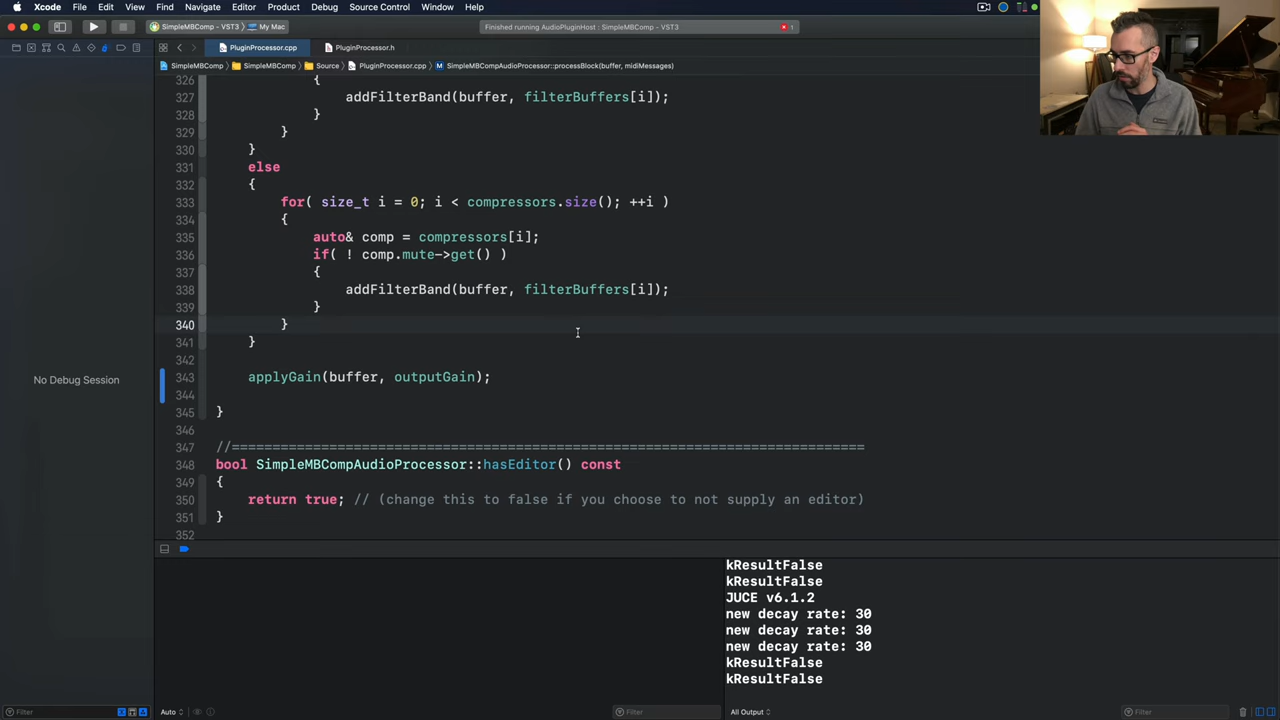 Xcode File Edit View Find Navigate Editor Product Debug Source Control Window Help
SimpleMBComp - VST3 My Mac
Finished running AudioPluginHost : SimpleMBComp - VST3
1
PluginProcessor.cpp PluginProcessor.h
SimpleMBComp SimpleMBComp Source PluginProcessor.cpp SimpleMBCompAudioProcessor::processBlock(buffer, midiMessages)
326 {
327 addFilterBand(buffer, filterBuffers[i]);
328 }
329 }
330 }
331 else
332 {
333 for( size_t i = 0; i < compressors.size(); ++i )
334 {
335 auto& comp = compressors[i];
336 if( ! comp.mute->get() )
337 {
338 addFilterBand(buffer, filterBuffers[i]);
339 }
340 }
341 }
342
343 applyGain(buffer, outputGain);
344
345 }
346
347 //==============================================================================
348 bool SimpleMBCompAudioProcessor::hasEditor() const
349 {
350 return true; // (change this to false if you choose to not supply an editor)
351 }
352
No Debug Session
kResultFalse
kResultFalse
JUCE v6.1.2
new decay rate: 30
new decay rate: 30
new decay rate: 30
kResultFalse
kResultFalse
Filter
Auto
Filter
All Output
Filter